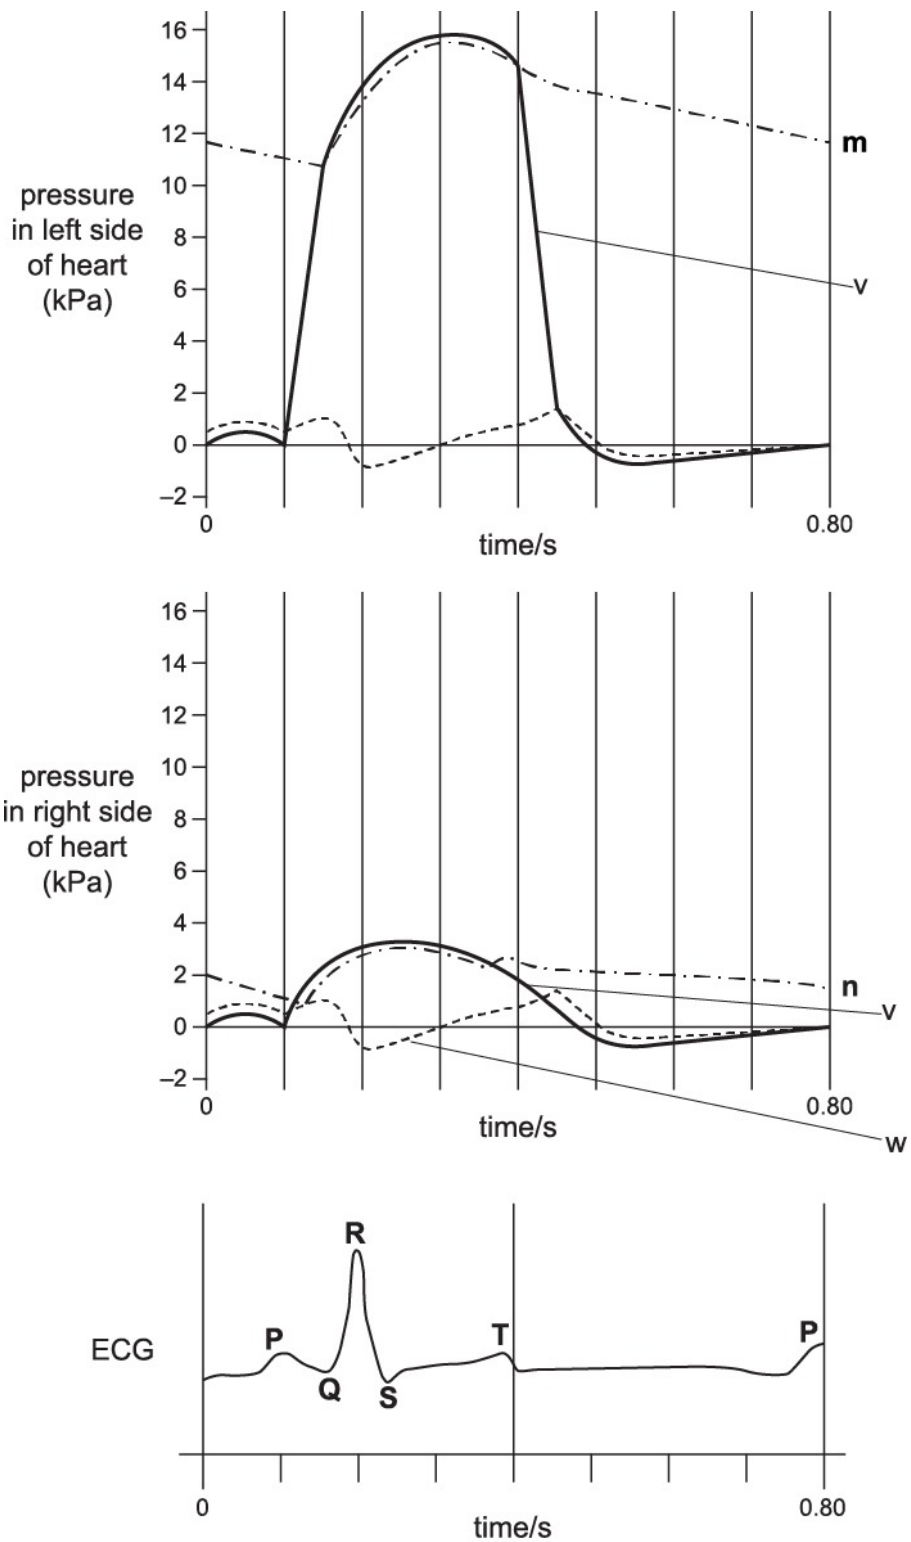 16
14
12
10
8
6
4
2
0
–2
pressure
in left side
of heart
(kPa)
m
v
0
0.80
time/s
16
14
12
10
8
6
4
2
0
–2
pressure
in right side
of heart
(kPa)
n
v
w
0
0.80
time/s
ECG
P
Q
R
S
T
P
0
0.80
time/s